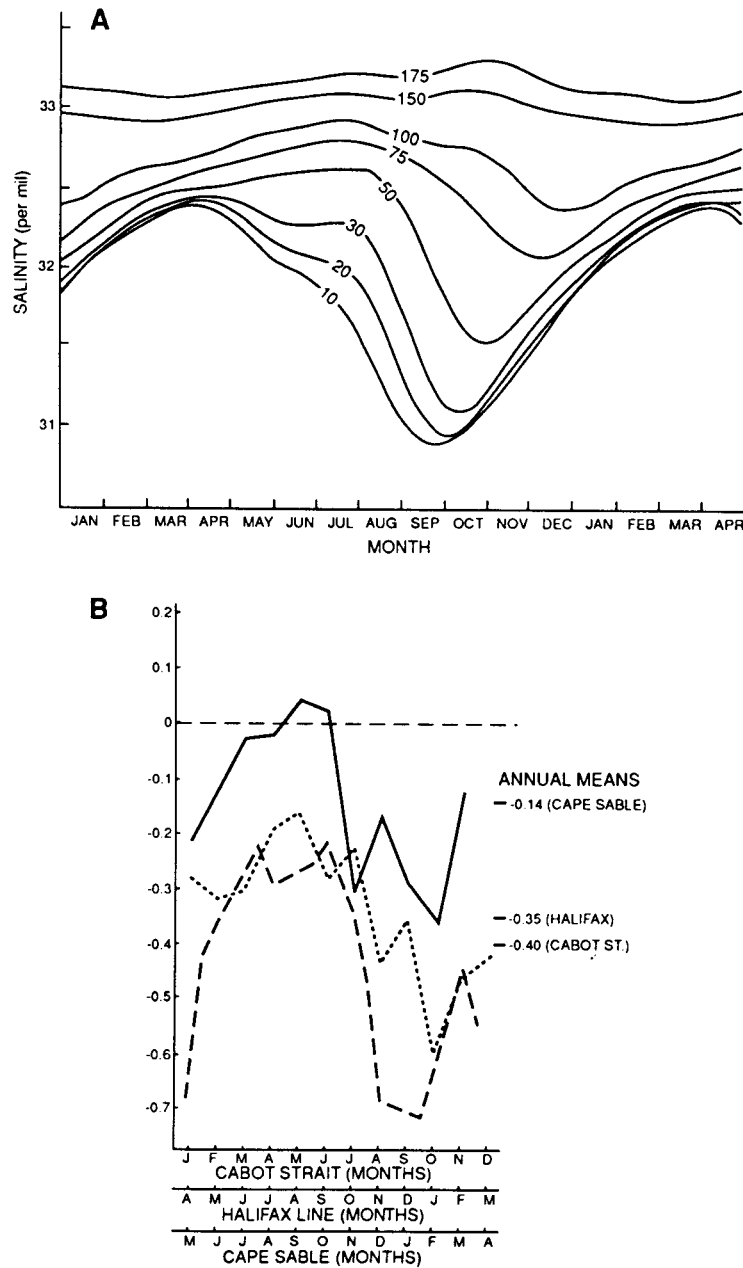 A
SALINITY (per mil)
33
32
31
175
150
100
75
50
30
20
10
JAN FEB MAR APR MAY JUN JUL AUG SEP OCT NOV DEC JAN FEB MAR APR
MONTH
B
0.2
0.1
0
-0.1
-0.2
-0.3
-0.4
-0.5
-0.6
-0.7
ANNUAL MEANS
-0.14 (CAPE SABLE)
-0.35 (HALIFAX)
-0.40 (CABOT ST.)
J F M A M J J A S O N D
CABOT STRAIT (MONTHS)
A M J J A S O N D J F M
HALIFAX LINE (MONTHS)
M J J A S O N D J F M A
CAPE SABLE (MONTHS)